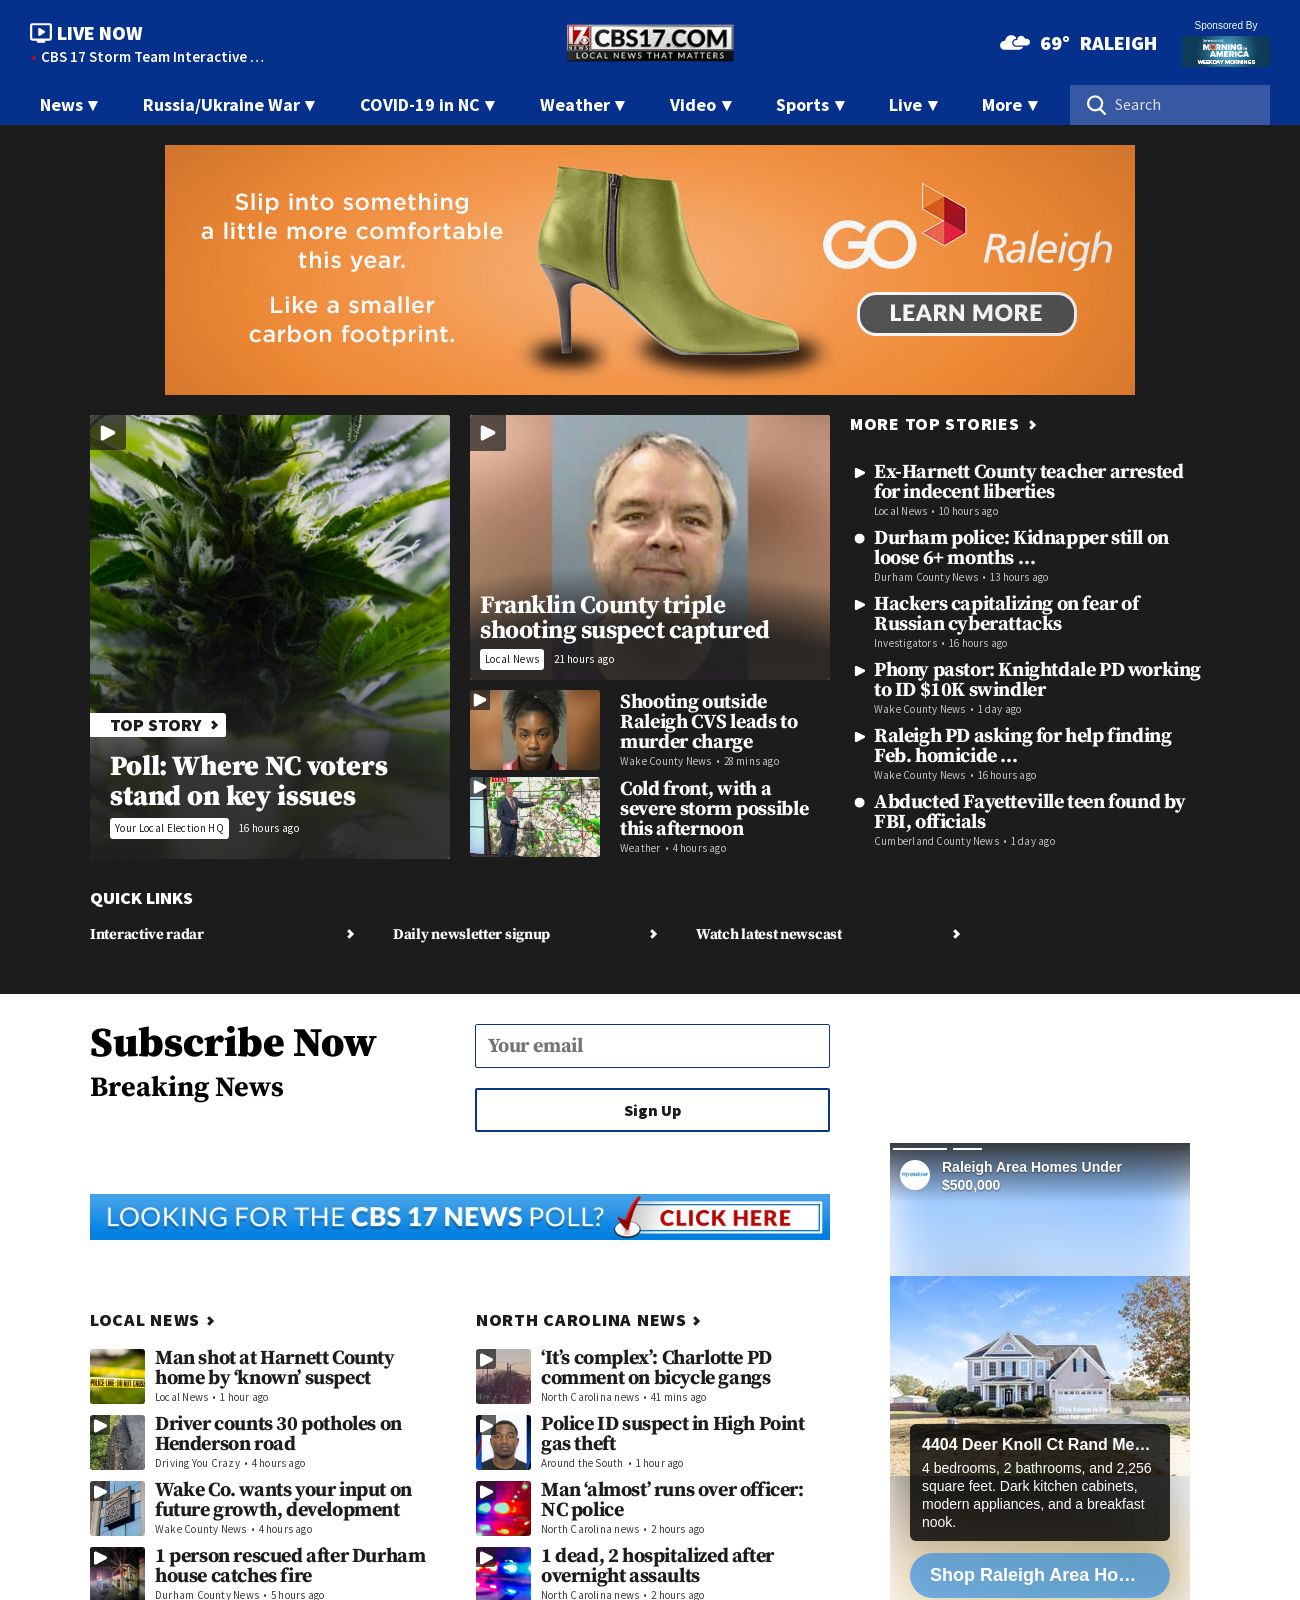 LIVE NOW
CBS 17 Storm Team Interactive …
CBS17.COM
LOCAL NEWS THAT MATTERS
69° RALEIGH
Sponsored By
MORNING IN
AMERICA
WEEKDAY MORNINGS
News ▾
Russia/Ukraine War ▾
COVID-19 in NC ▾
Weather ▾
Video ▾
Sports ▾
Live ▾
More ▾
Search
Slip into something
a little more comfortable
this year.
Like a smaller
carbon footprint.
GO Raleigh
LEARN MORE
TOP STORY
Poll: Where NC voters
stand on key issues
Your Local Election HQ 16 hours ago
Franklin County triple
shooting suspect captured
Local News 21 hours ago
Shooting outside
Raleigh CVS leads to
murder charge
Wake County News • 28 mins ago
Cold front, with a
severe storm possible
this afternoon
Weather • 4 hours ago
MORE TOP STORIES
Ex-Harnett County teacher arrested
for indecent liberties
Local News • 10 hours ago
Durham police: Kidnapper still on
loose 6+ months …
Durham County News • 13 hours ago
Hackers capitalizing on fear of
Russian cyberattacks
Investigators • 16 hours ago
Phony pastor: Knightdale PD working
to ID $10K swindler
Wake County News • 1 day ago
Raleigh PD asking for help finding
Feb. homicide …
Wake County News • 16 hours ago
Abducted Fayetteville teen found by
FBI, officials
Cumberland County News • 1 day ago
QUICK LINKS
Interactive radar
Daily newsletter signup
Watch latest newscast
Subscribe Now
Breaking News
Your email
Sign Up
LOOKING FOR THE CBS 17 NEWS POLL? CLICK HERE
LOCAL NEWS
Man shot at Harnett County
home by ‘known’ suspect
Local News • 1 hour ago
Driver counts 30 potholes on
Henderson road
Driving You Crazy • 4 hours ago
Wake Co. wants your input on
future growth, development
Wake County News • 4 hours ago
1 person rescued after Durham
house catches fire
Durham County News • 5 hours ago
NORTH CAROLINA NEWS
‘It’s complex’: Charlotte PD
comment on bicycle gangs
North Carolina news • 41 mins ago
Police ID suspect in High Point
gas theft
Around the South • 1 hour ago
Man ‘almost’ runs over officer:
NC police
North Carolina news • 2 hours ago
1 dead, 2 hospitalized after
overnight assaults
North Carolina news • 2 hours ago
Opendoor
Raleigh Area Homes Under
$500,000
4404 Deer Knoll Ct Rand Me…
4 bedrooms, 2 bathrooms, and 2,256
square feet. Dark kitchen cabinets,
modern appliances, and a breakfast
nook.
Shop Raleigh Area Ho…